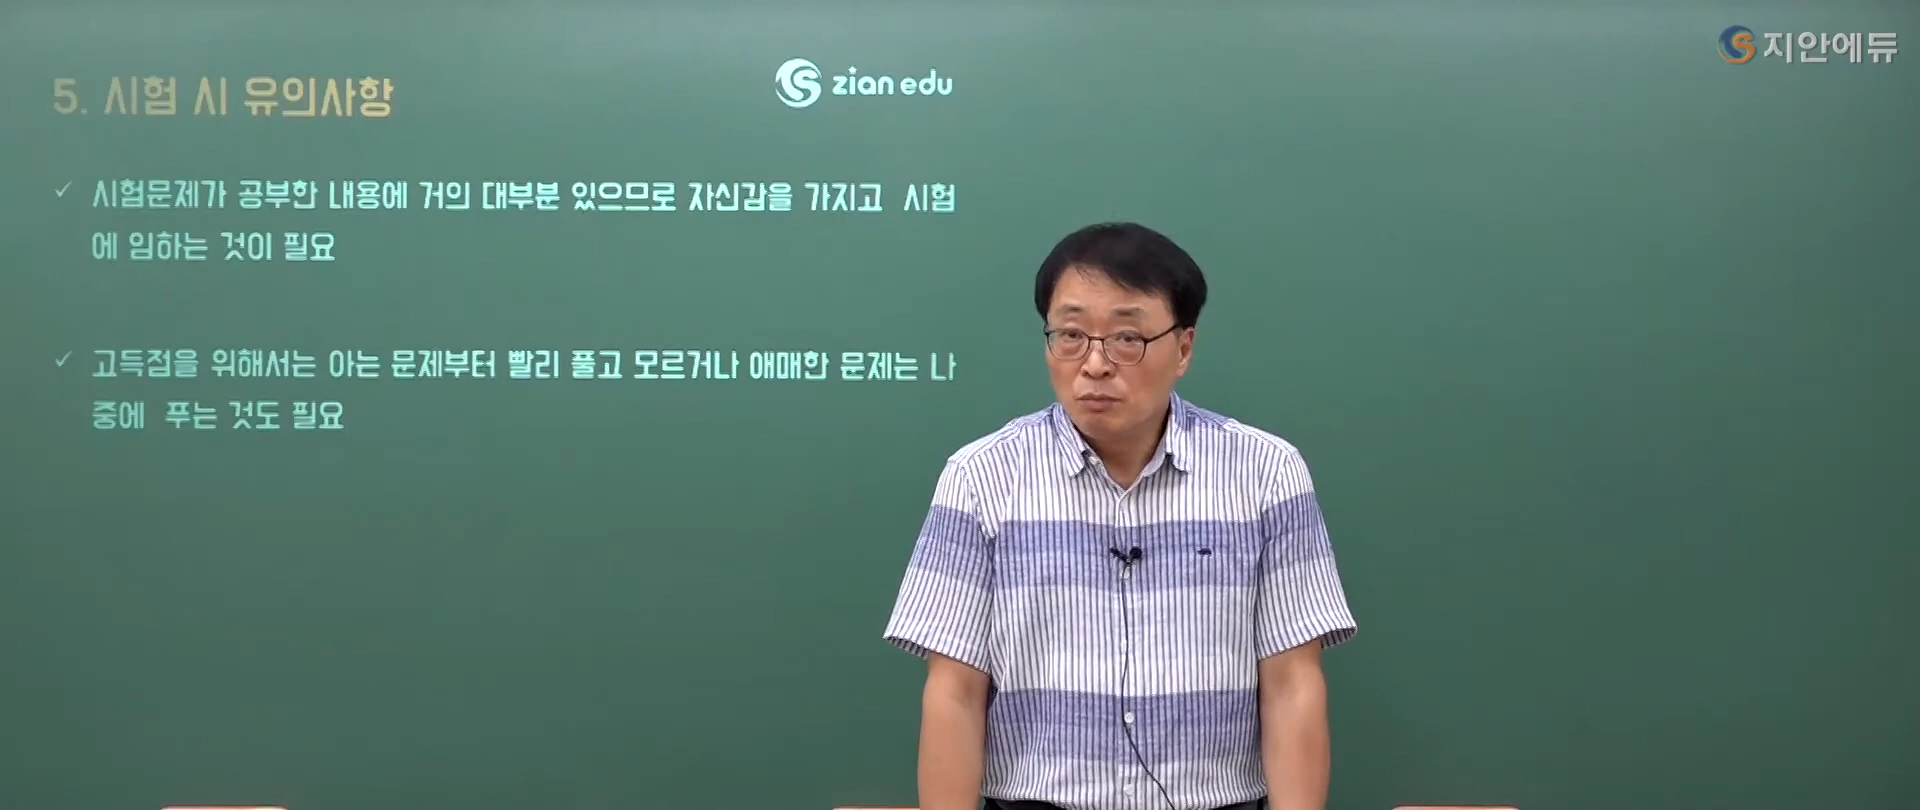 지안에듀
zian edu
5. 시험 시 유의사항
✓ 시험문제가 공부한 내용에 거의 대부분 있으므로 자신감을 가지고 시험
에 임하는 것이 필요
✓ 고득점을 위해서는 아는 문제부터 빨리 풀고 모르거나 애매한 문제는 나
중에 푸는 것도 필요